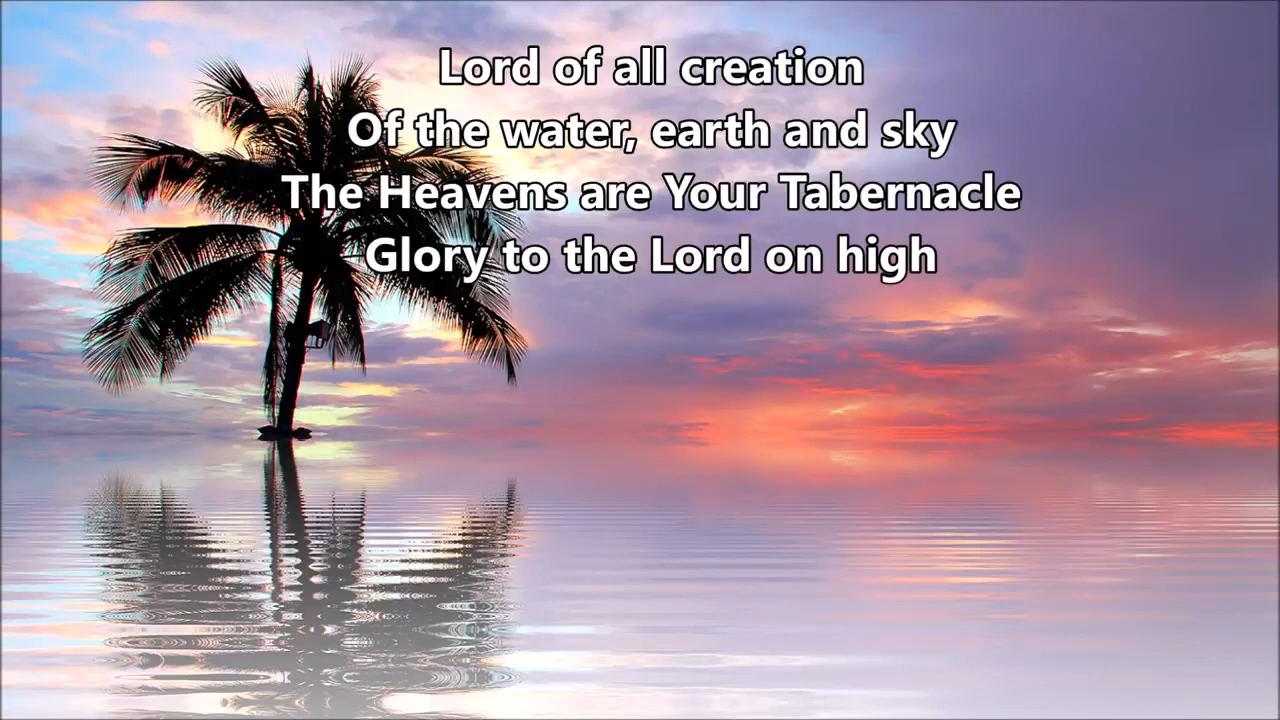 Lord of all creation
Of the water, earth and sky
The Heavens are Your Tabernacle
Glory to the Lord on high